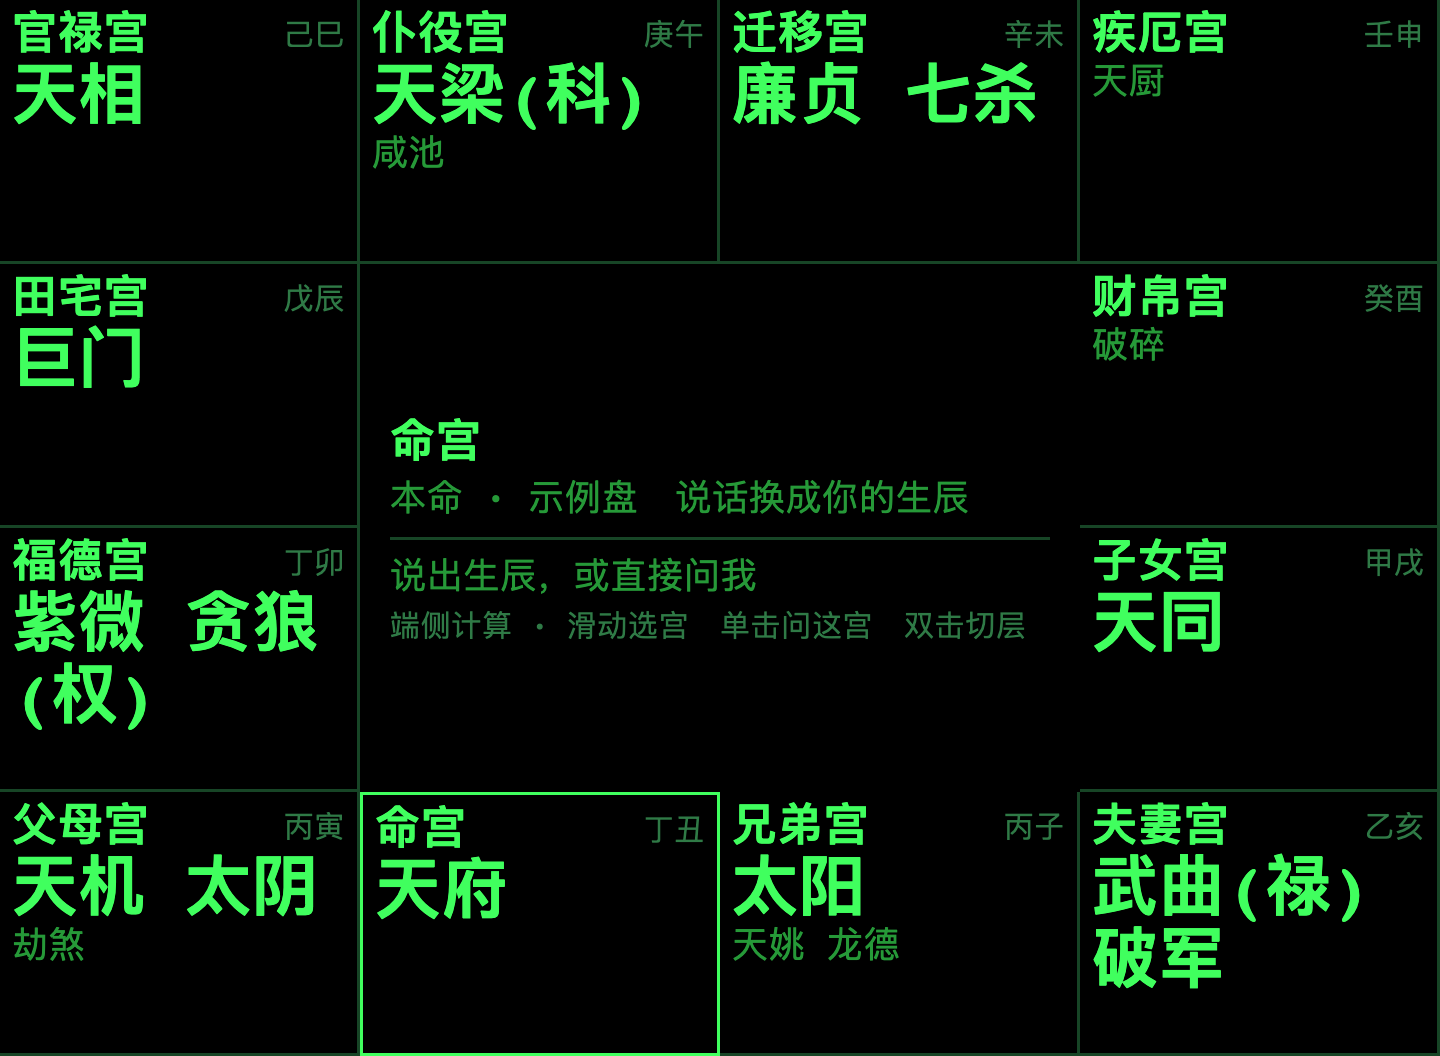 官禄宫 己巳
天相
仆役宫 庚午
天梁(科)
咸池
迁移宫 辛未
廉贞 七杀
疾厄宫 壬申
天厨
田宅宫 戊辰
巨门
命宫
本命 · 示例盘 说话换成你的生辰
说出生辰，或直接问我
端侧计算 · 滑动选宫 单击问这宫 双击切层
财帛宫 癸酉
破碎
福德宫 丁卯
紫微 贪狼
(权)
子女宫 甲戌
天同
父母宫 丙寅
天机 太阴
劫煞
命宫 丁丑
天府
兄弟宫 丙子
太阳
天姚 龙德
夫妻宫 乙亥
武曲(禄)
破军